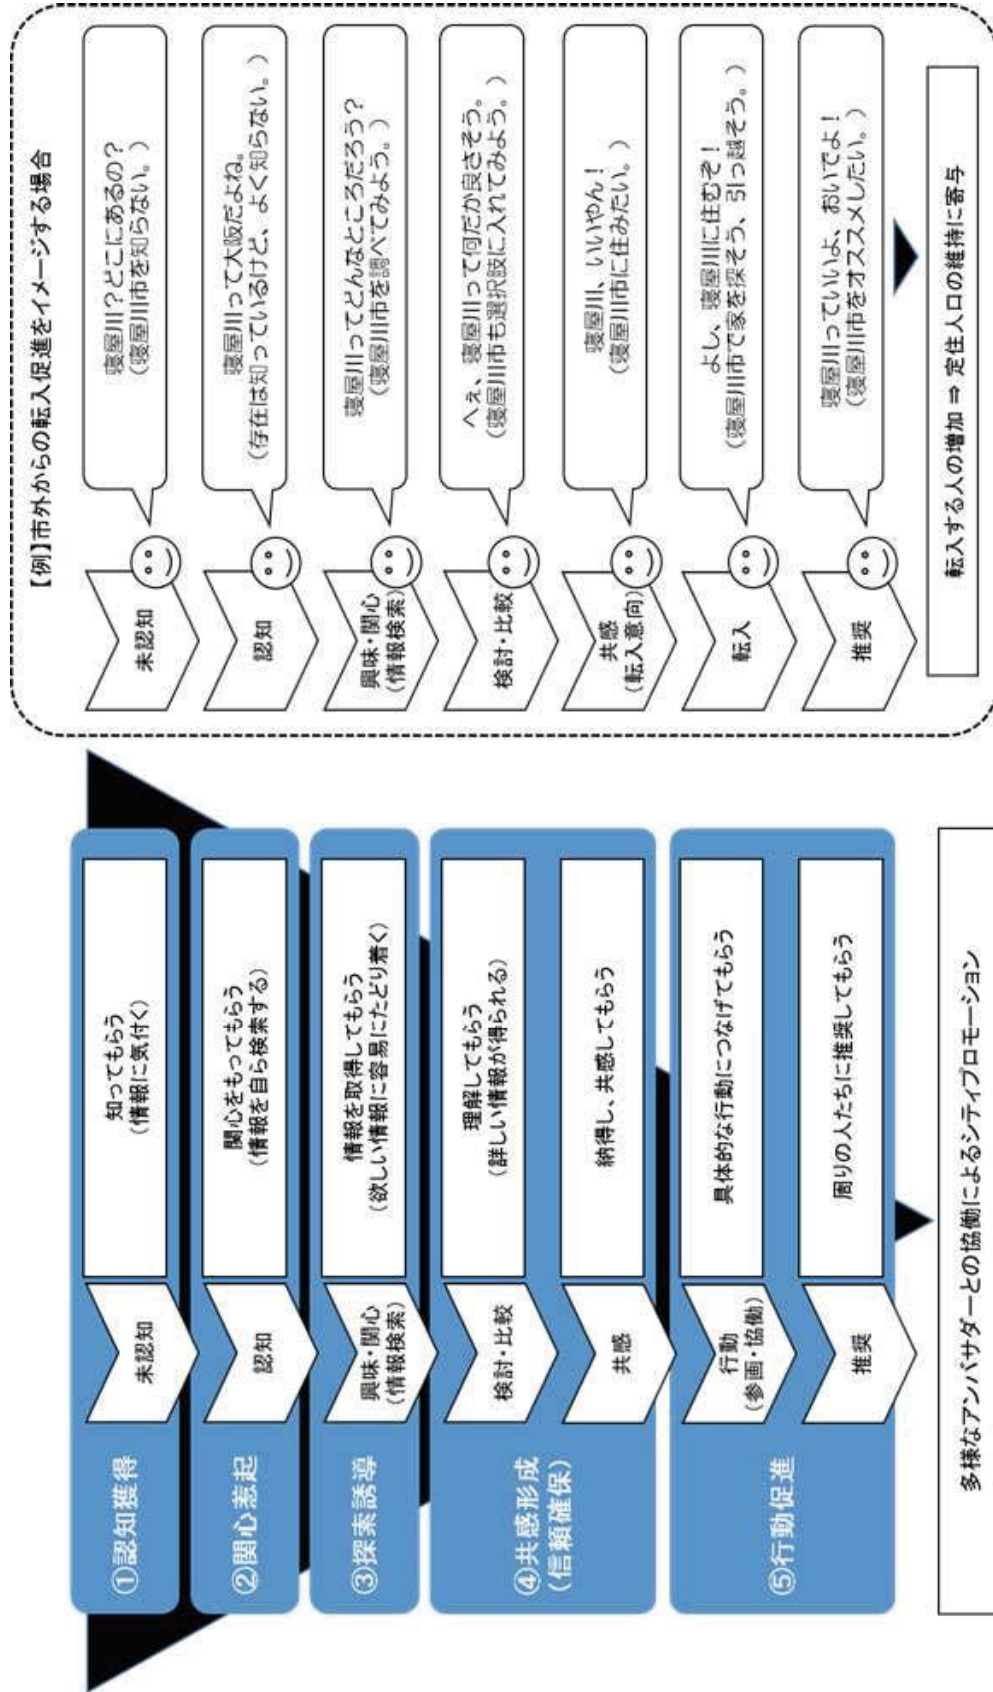 ①認知獲得
未認知
知ってもらう
(情報に気付く)
②関心惹起
認知
関心をもってもらう
(情報を自ら検索する)
③探索誘導
興味・関心
(情報検索)
情報を取得してもらう
(欲しい情報に容易にたどり着く)
④共感形成
(信頼確保)
検討・比較
理解してもらう
(詳しい情報が得られる)
共感
納得し、共感してもらう
⑤行動促進
行動
(参画・協働)
具体的な行動につなげてもらう
推奨
周りの人たちに推奨してもらう
多様なアンバサダーとの協働によるシティプロモーション
【例】市外からの転入促進をイメージする場合
未認知
寝屋川？どこにあるの？
(寝屋川市を知らない。)
認知
寝屋川って大阪だよね。
(存在は知っているけど、よく知らない。)
興味・関心
(情報検索)
寝屋川ってどんなところだろう？
(寝屋川市を調べてみよう。)
検討・比較
へぇ、寝屋川って何だか良さそう。
(寝屋川市も選択肢に入れてみよう。)
共感
(転入意向)
寝屋川、いいやん！
(寝屋川市に住みたい。)
転入
よし、寝屋川に住むぞ！
(寝屋川市で家を探そう、引っ越そう。)
推奨
寝屋川っていいよ、おいでよ！
(寝屋川市をオススメしたい。)
転入する人の増加 ⇒ 定住人口の維持に寄与